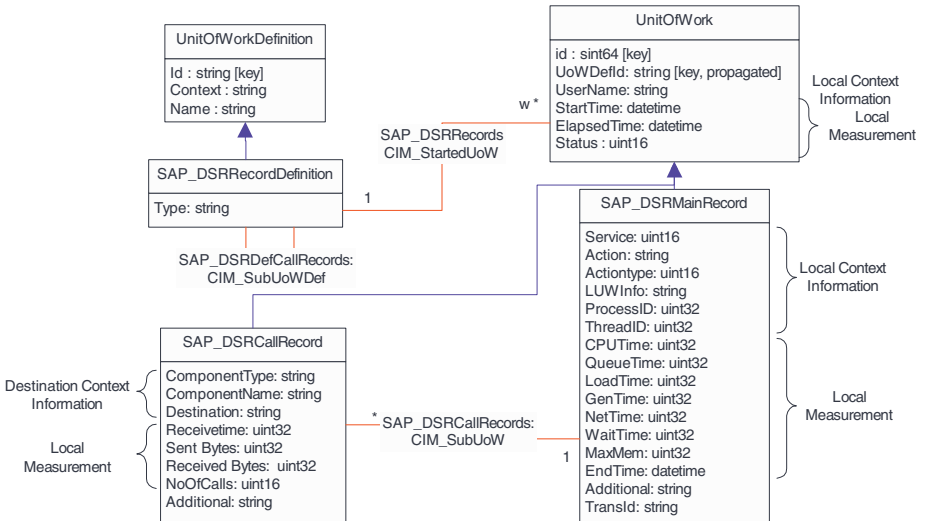 UnitOfWorkDefinition
Id : string [key]
Context : string
Name : string
UnitOfWork
id : sint64 [key]
UoWDefId: string [key, propagated]
UserName: string
StartTime: datetime
ElapsedTime: datetime
Status : uint16
Local Context
Information
Local
Measurement
w *
SAP_DSRRecords
CIM_StartedUoW
1
SAP_DSRRecordDefinition
Type: string
SAP_DSRDefCallRecords:
CIM_SubUoWDef
SAP_DSRMainRecord
Service: uint16
Action: string
Actiontype: uint16
LUWInfo: string
ProcessID: uint32
ThreadID: uint32
CPUTime: uint32
QueueTime: uint32
LoadTime: uint32
GenTime: uint32
NetTime: uint32
WaitTime: uint32
MaxMem: uint32
EndTime: datetime
Additional: string
TransId: string
Local Context
Information
Local
Measurement
SAP_DSRCallRecord
ComponentType: string
ComponentName: string
Destination: string
Receivetime: uint32
Sent Bytes: uint32
Received Bytes: uint32
NoOfCalls: uint16
Additional: string
Destination Context
Information
Local
Measurement
* SAP_DSRCallRecords:
CIM_SubUoW
1